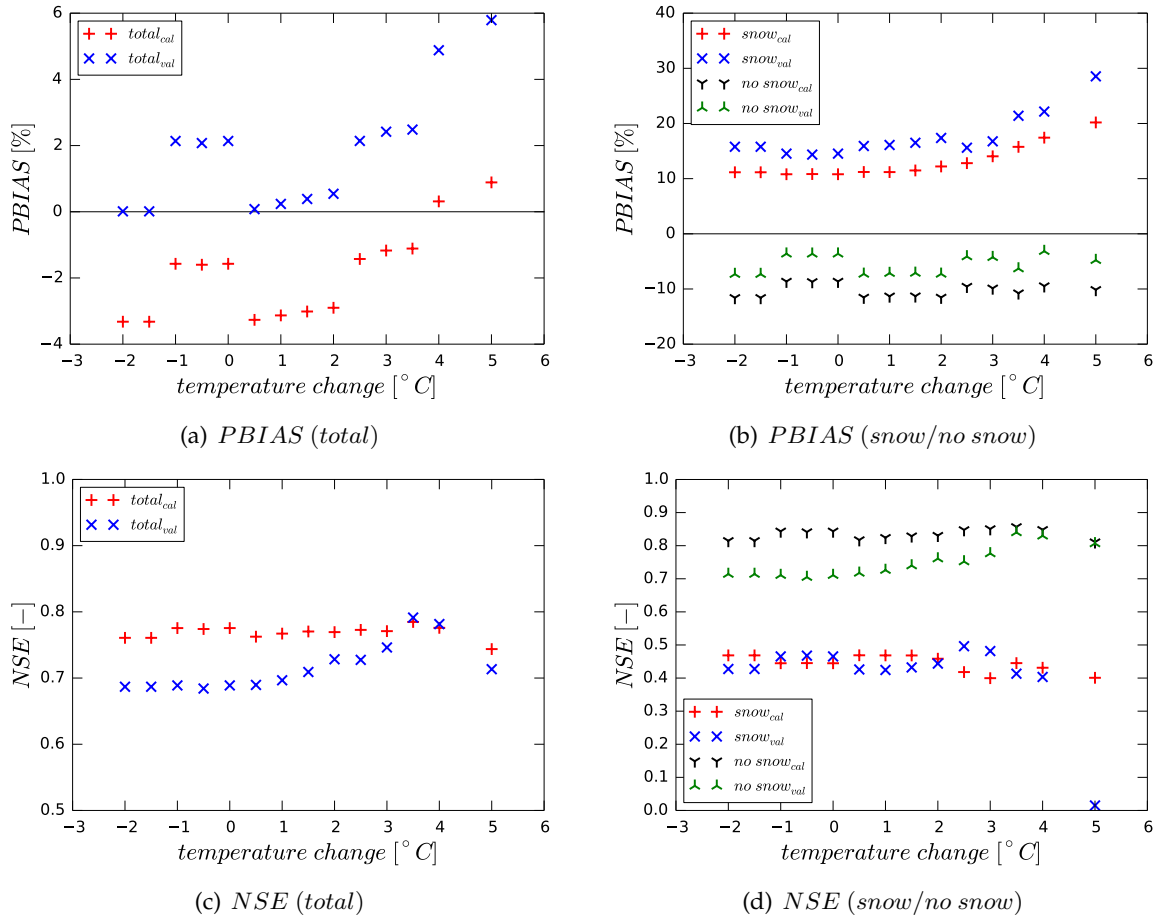 6
4
2
0
−2
−4
PBIAS [%]
total_cal
total_val
−3 −2 −1 0 1 2 3 4 5 6
temperature change [°C]
(a) PBIAS (total)
40
30
20
10
0
−10
−20
PBIAS [%]
snow_cal
snow_val
no snow_cal
no snow_val
−3 −2 −1 0 1 2 3 4 5 6
temperature change [°C]
(b) PBIAS (snow/no snow)
1.0
0.9
0.8
0.7
0.6
0.5
NSE [−]
total_cal
total_val
−3 −2 −1 0 1 2 3 4 5 6
temperature change [°C]
(c) NSE (total)
1.0
0.9
0.8
0.7
0.6
0.5
0.4
0.3
0.2
0.1
0.0
NSE [−]
snow_cal
snow_val
no snow_cal
no snow_val
−3 −2 −1 0 1 2 3 4 5 6
temperature change [°C]
(d) NSE (snow/no snow)